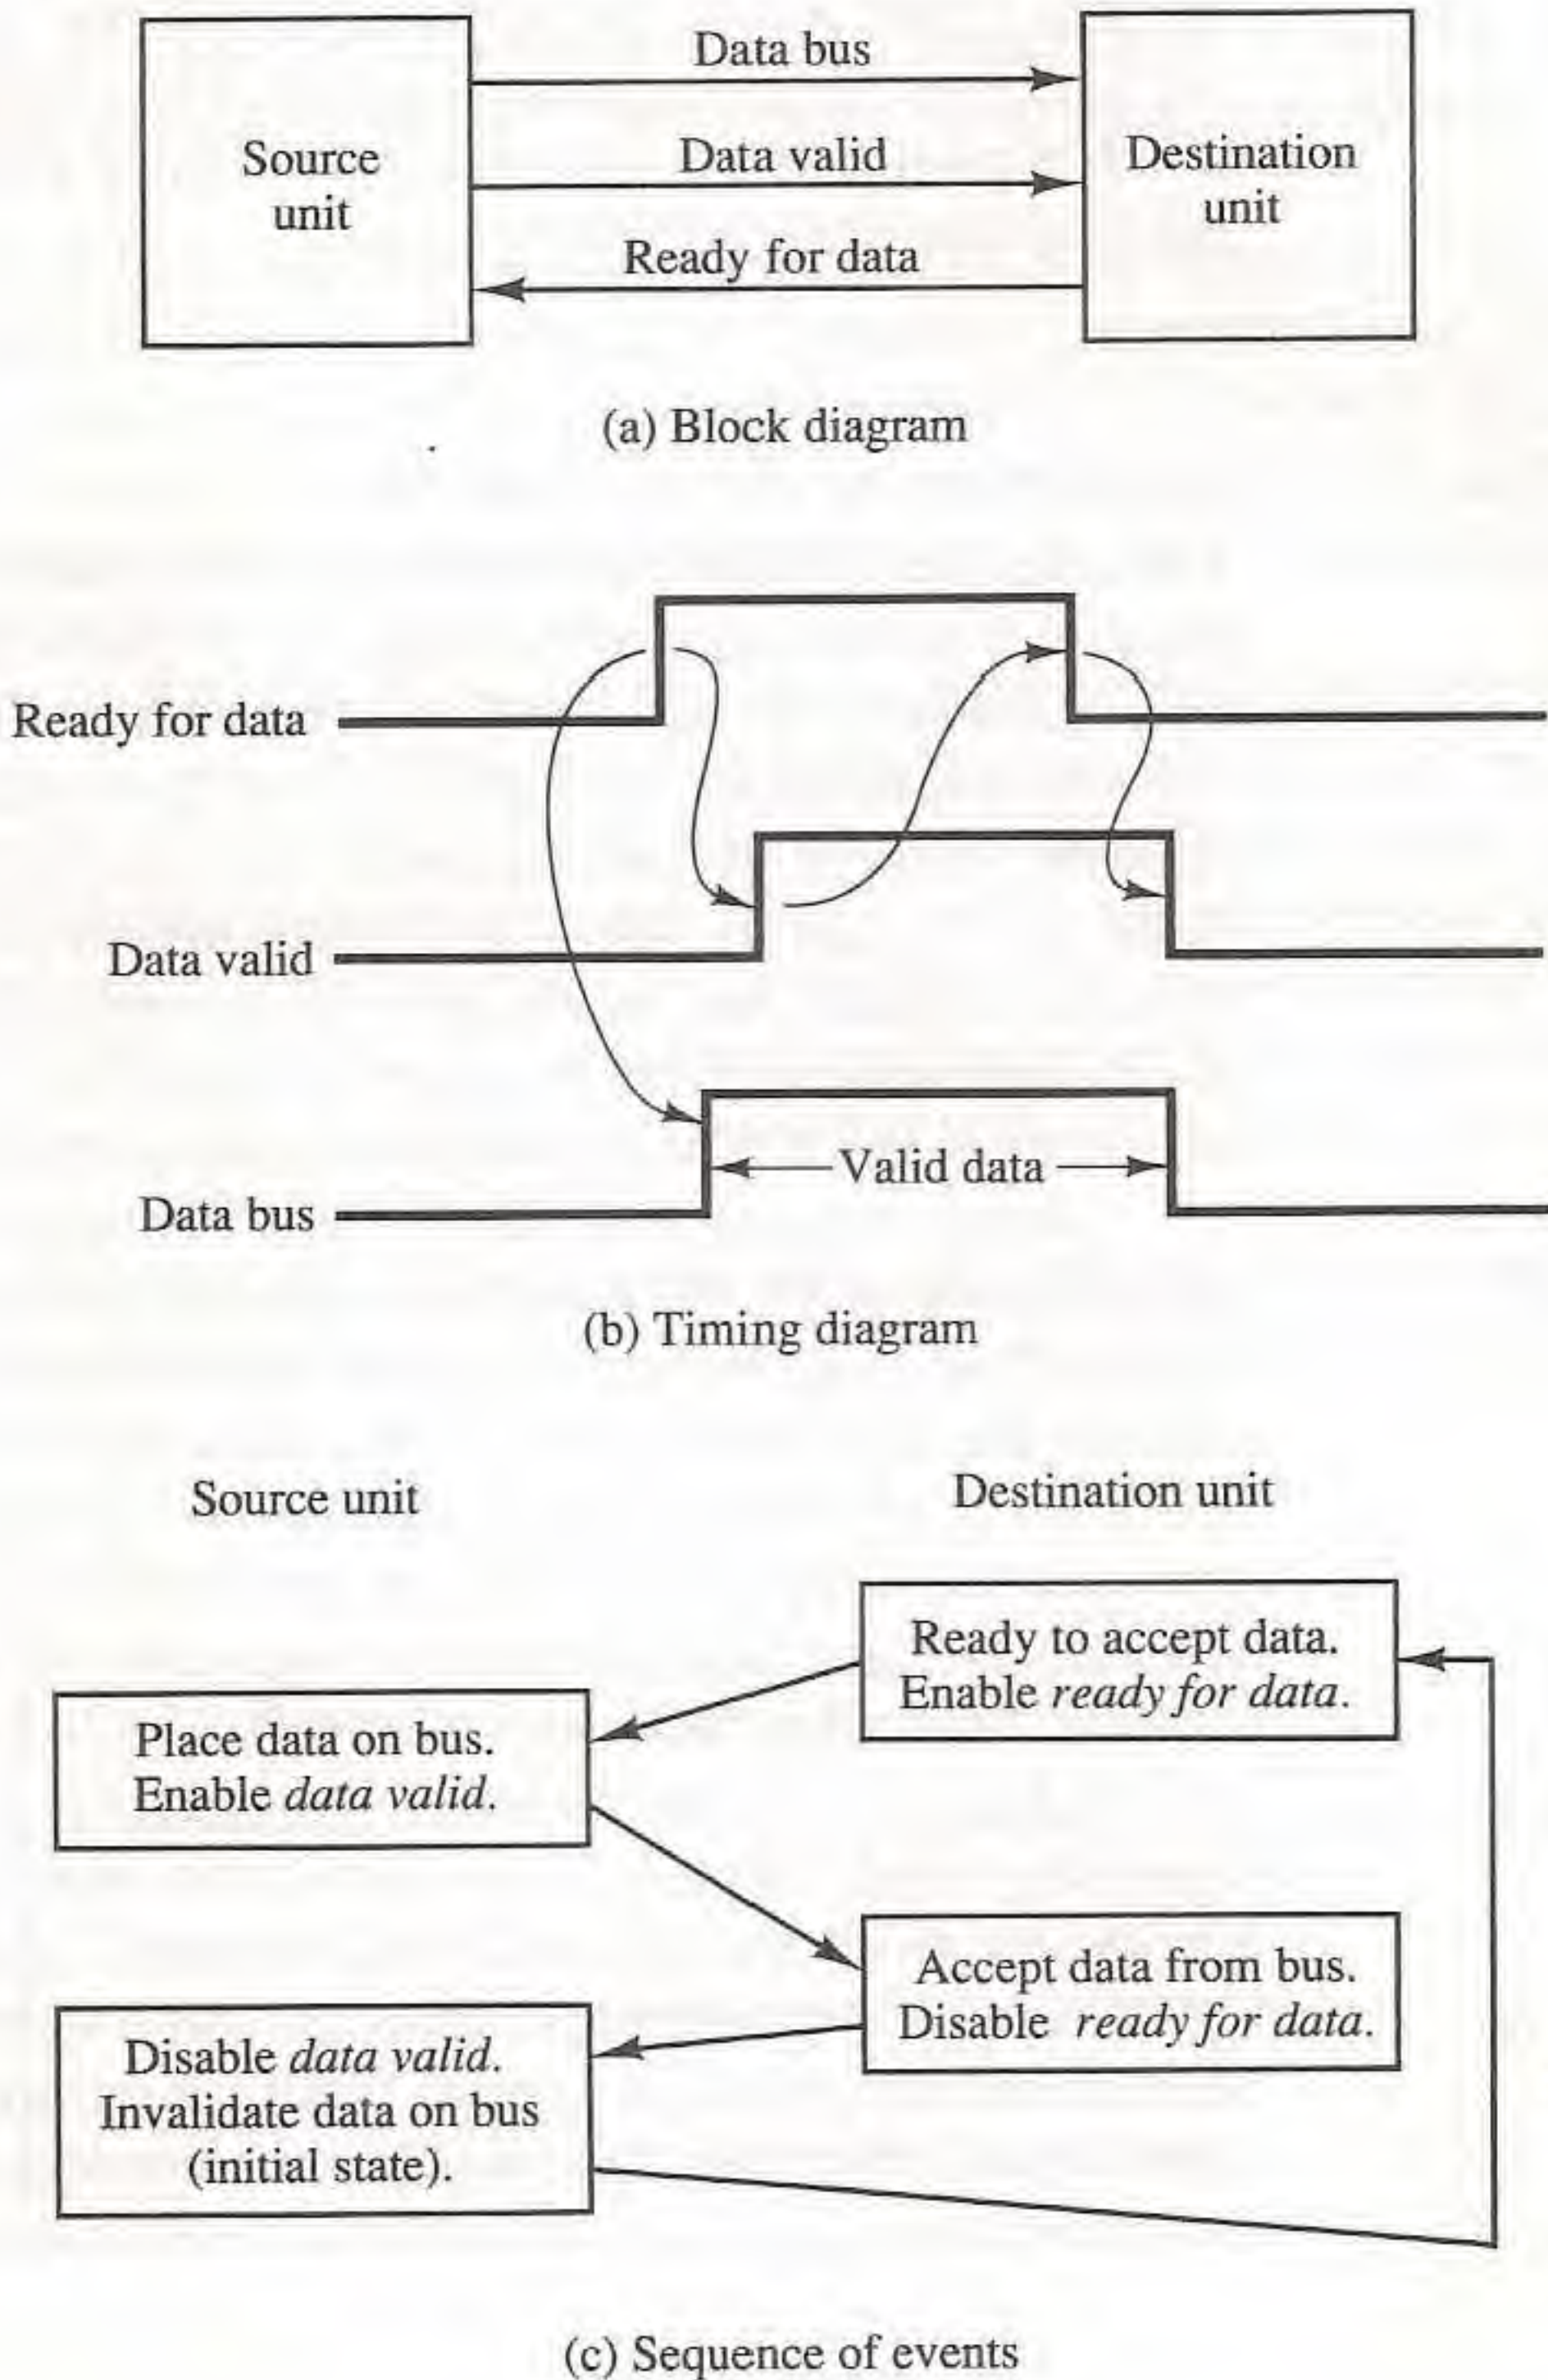 Data bus
Source
unit
Data valid
Destination
unit
Ready for data
(a) Block diagram
Ready for data
Data valid
Valid data
Data bus
(b) Timing diagram
Source unit
Destination unit
Ready to accept data.
Enable ready for data.
Place data on bus.
Enable data valid.
Accept data from bus.
Disable ready for data.
Disable data valid.
Invalidate data on bus
(initial state).
(c) Sequence of events